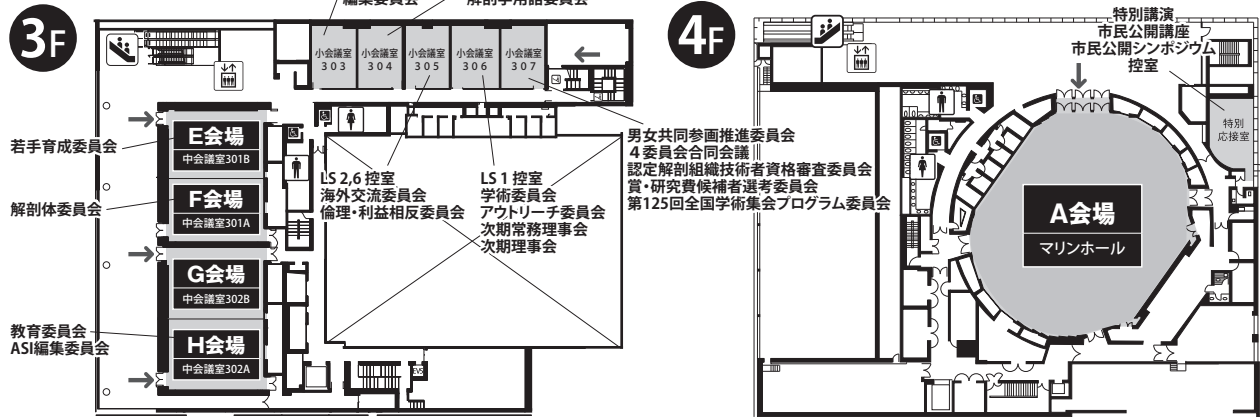 3F
編集委員会
解剖学用語委員会
小会議室
303
小会議室
304
小会議室
305
小会議室
306
小会議室
307
E会場
中会議室301B
若手育成委員会
F会場
中会議室301A
解剖体委員会
G会場
中会議室302B
教育委員会
ASI編集委員会
H会場
中会議室302A
LS 2,6 控室
海外交流委員会
倫理・利益相反委員会
LS 1 控室
学術委員会
アウトリーチ委員会
次期常務理事会
次期理事会
男女共同参画推進委員会
4委員会合同会議
認定解剖組織技術者資格審査委員会
賞・研究費候補者選考委員会
第125回全国学術集会プログラム委員会
EVS
4F
特別講演
市民公開講座
市民公開シンポジウム
控室
特別
応接室
A会場
マリンホール